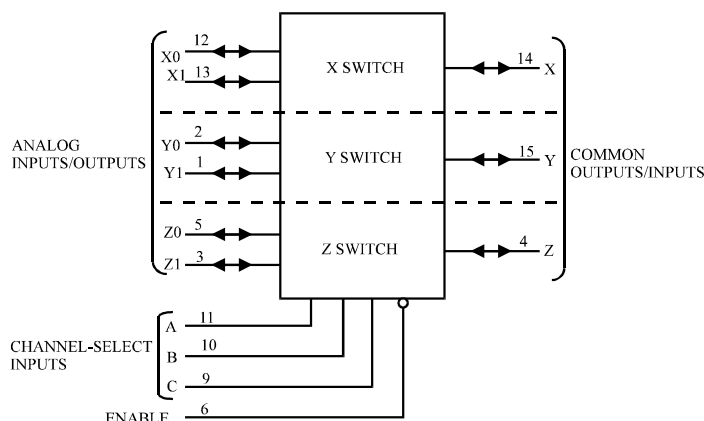 12
X0
X SWITCH
14
X
X1
13
2
Y0
ANALOG
INPUTS/OUTPUTS
Y SWITCH
15
Y
COMMON
OUTPUTS/INPUTS
Y1
1
Z0
5
Z SWITCH
4
Z
Z1
3
A
11
CHANNEL-SELECT
INPUTS
B
10
C
9
ENABLE
6